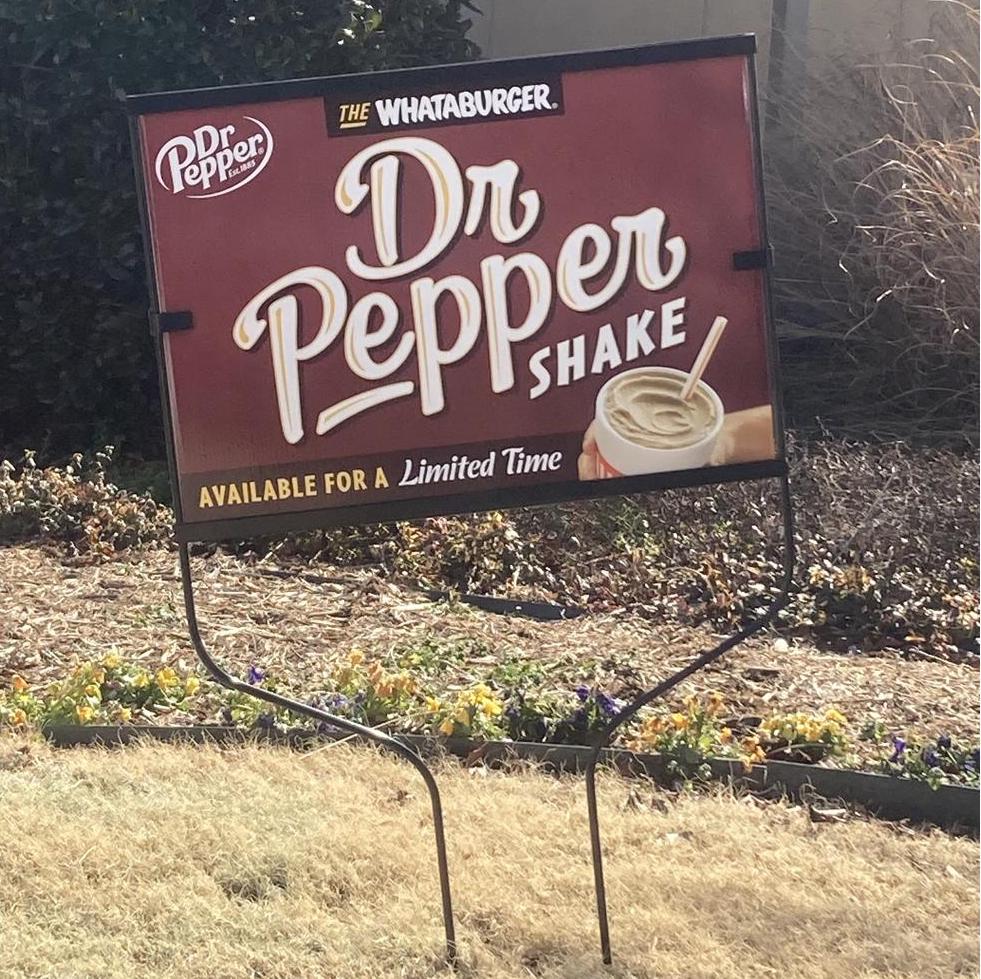 THE WHATABURGER®
Dr
Pepper®
Est. 1885
Dr
Pepper
SHAKE
AVAILABLE FOR A Limited Time